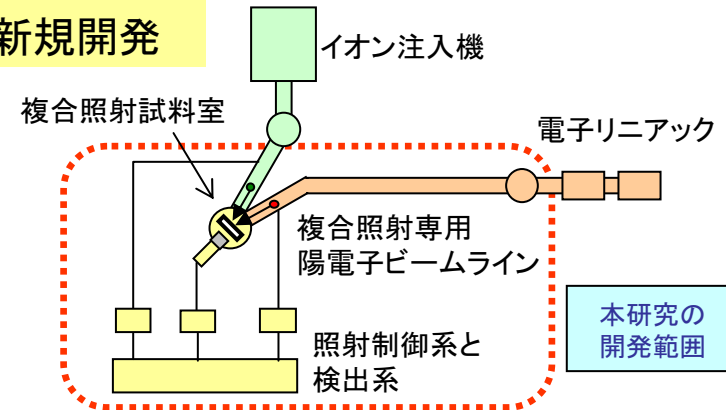 新規開発
イオン注入機
複合照射試料室
電子リニアック
複合照射専用
陽電子ビームライン
本研究の
開発範囲
照射制御系と
検出系